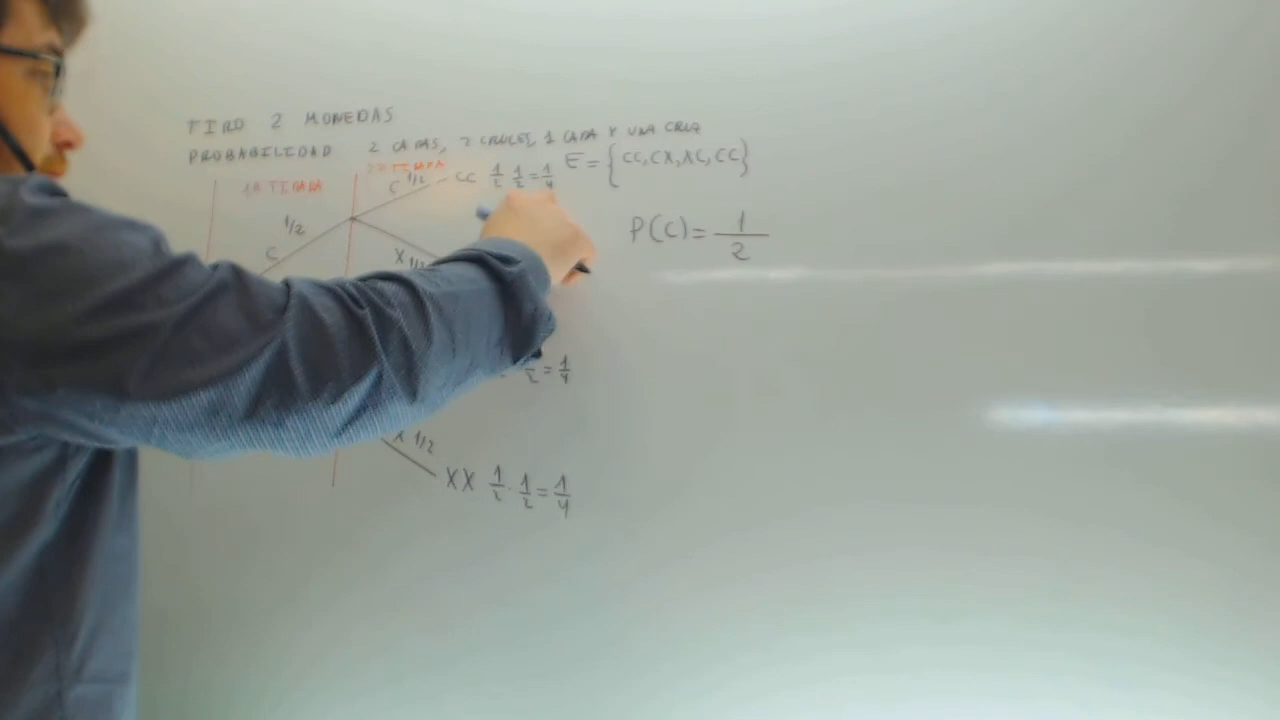 TIRO 2 MONEDAS
PROBABILIDAD 2 CARAS, 2 CRUCES, 1 CARA Y UNA CRUZ
1A TIRADA
2A TIRADA
E = {CC, CX, XC, CC}
C 1/2 CC 1/2 1/2 = 1/4
1/2
C
X 1/2
P(C) = 1/2
1/2 = 1/4
X 1/2
XX 1/2 · 1/2 = 1/4